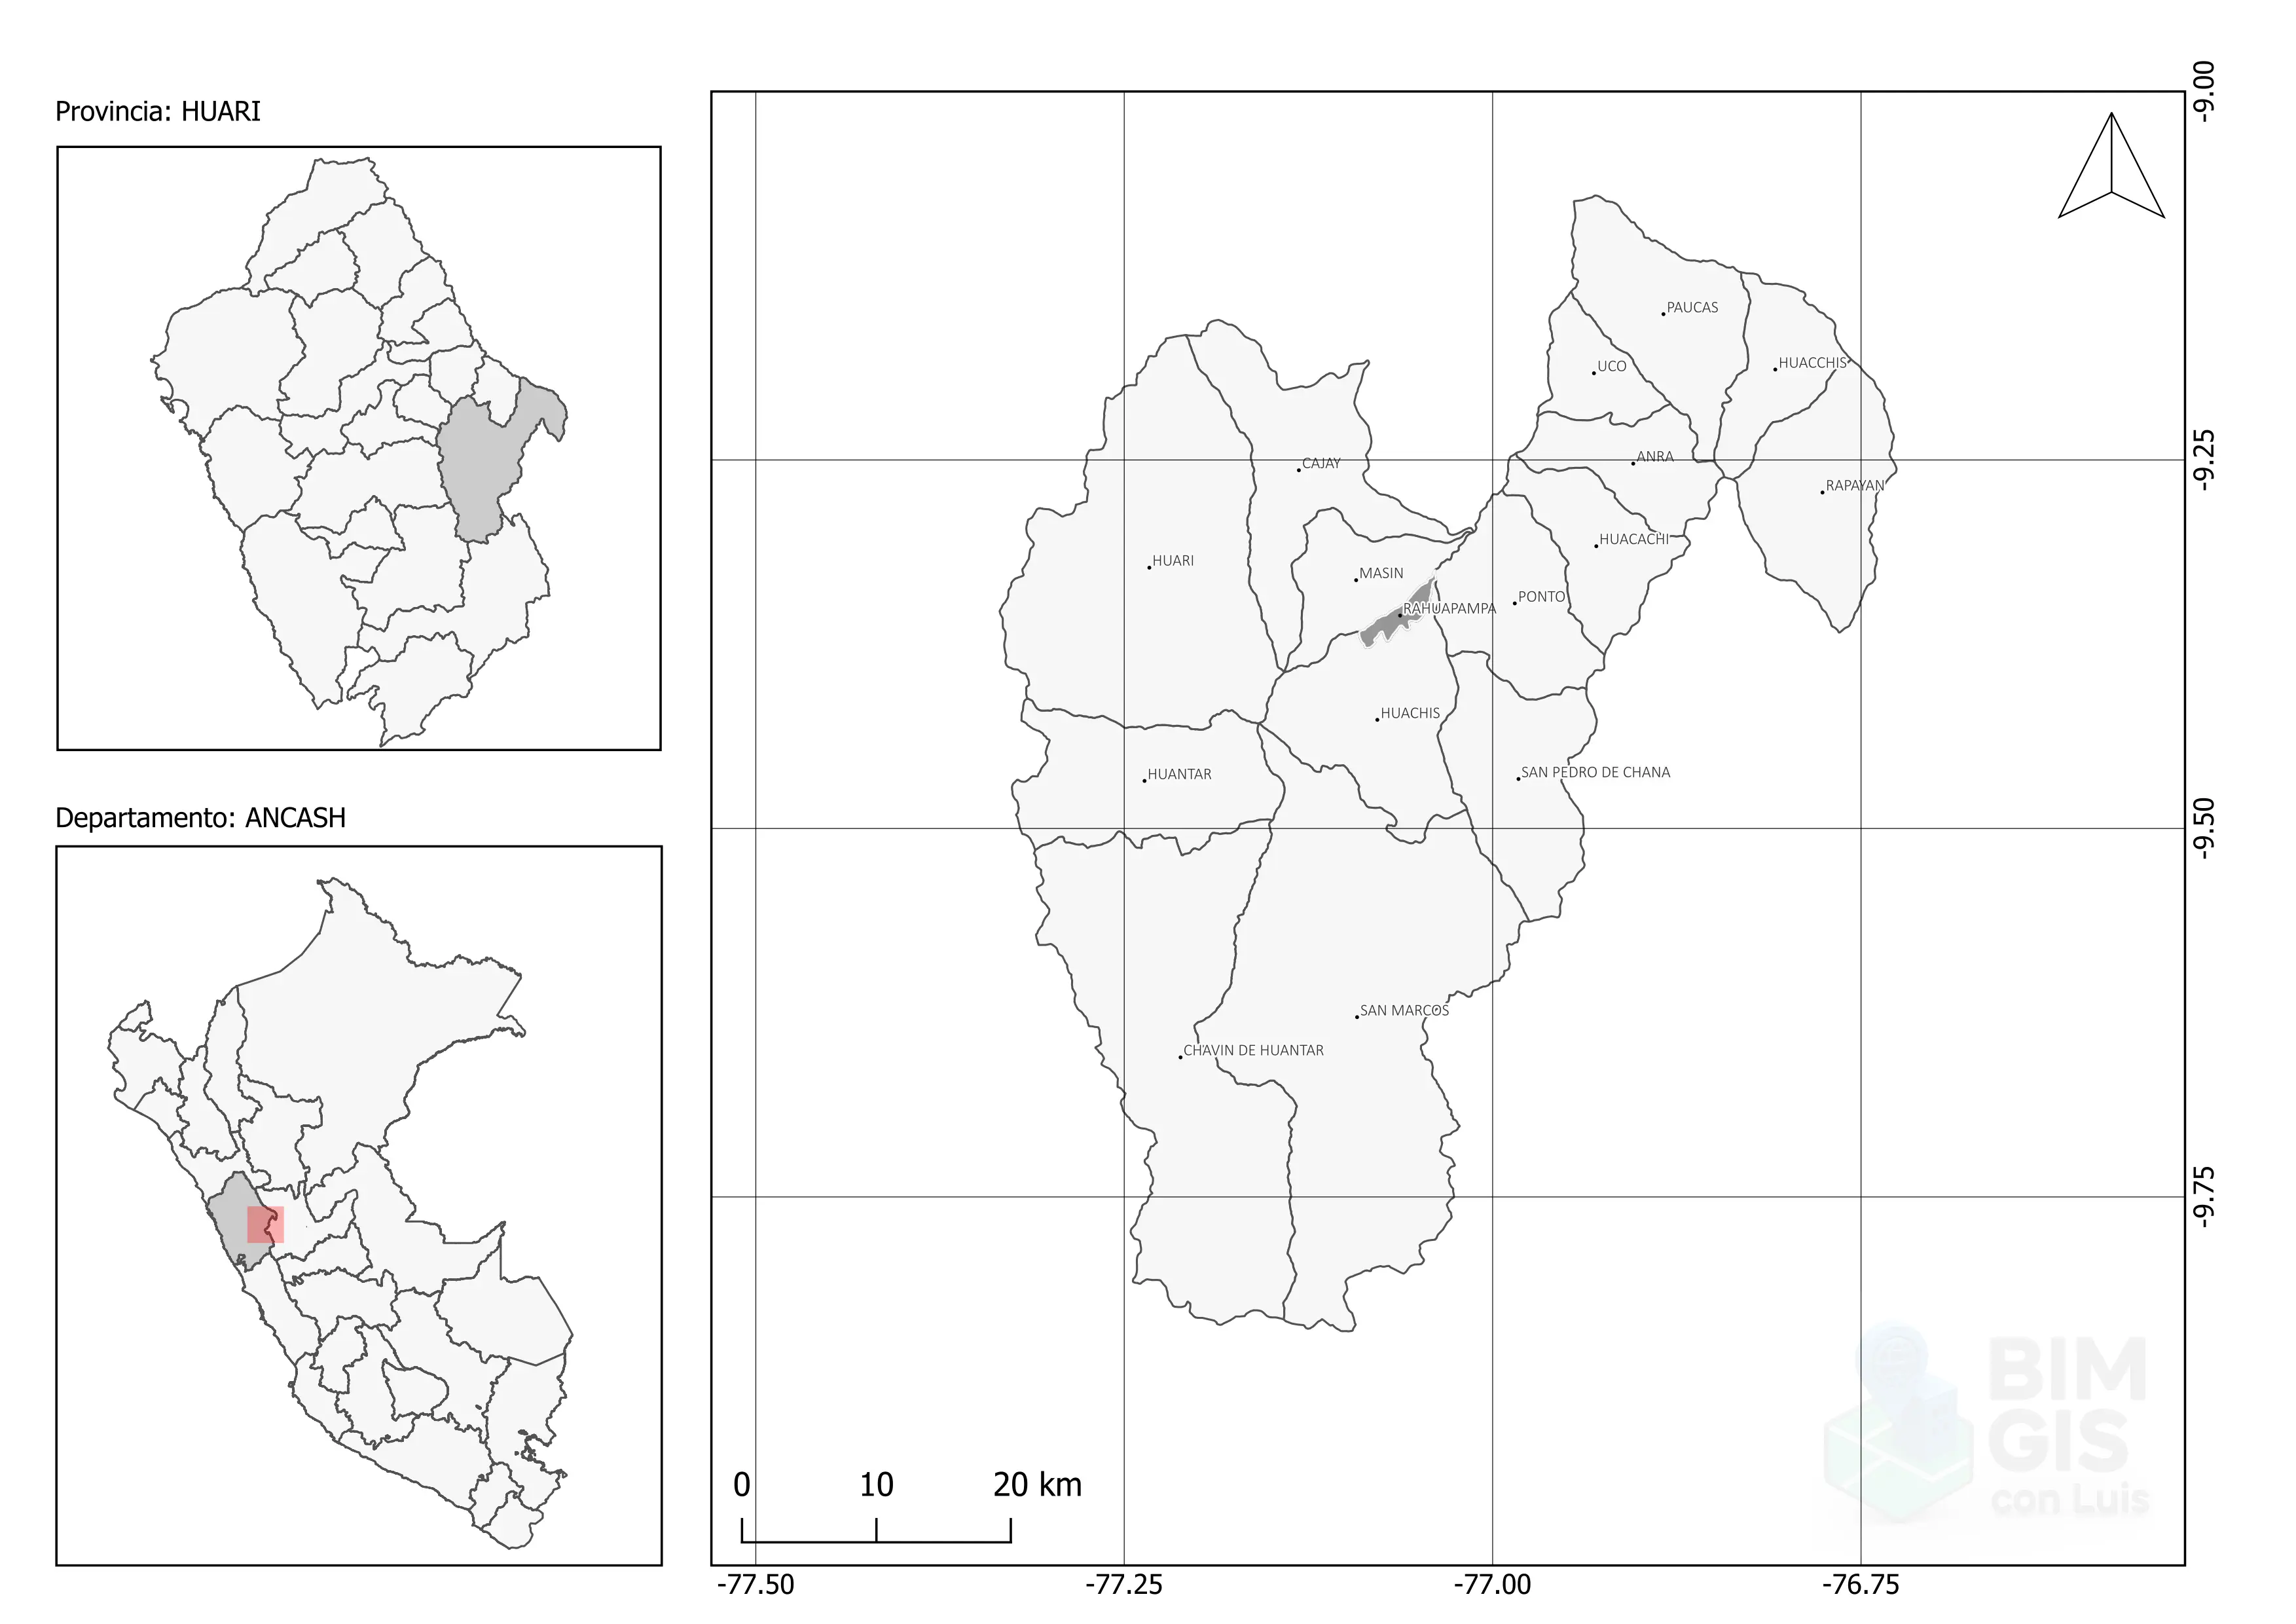 Provincia: HUARI
Departamento: ANCASH
PAUCAS
HUACCHIS
UCO
CAJAY
ANRA
RAPAYAN
HUARI
MASIN
HUACACHI
RAHUAPAMPA
PONTO
HUACHIS
HUANTAR
SAN PEDRO DE CHANA
SAN MARCOS
CHAVIN DE HUANTAR
-9.00
-9.25
-9.50
-9.75
0 10 20 km
-77.50 -77.25 -77.00 -76.75
BIM
GIS
con Luis